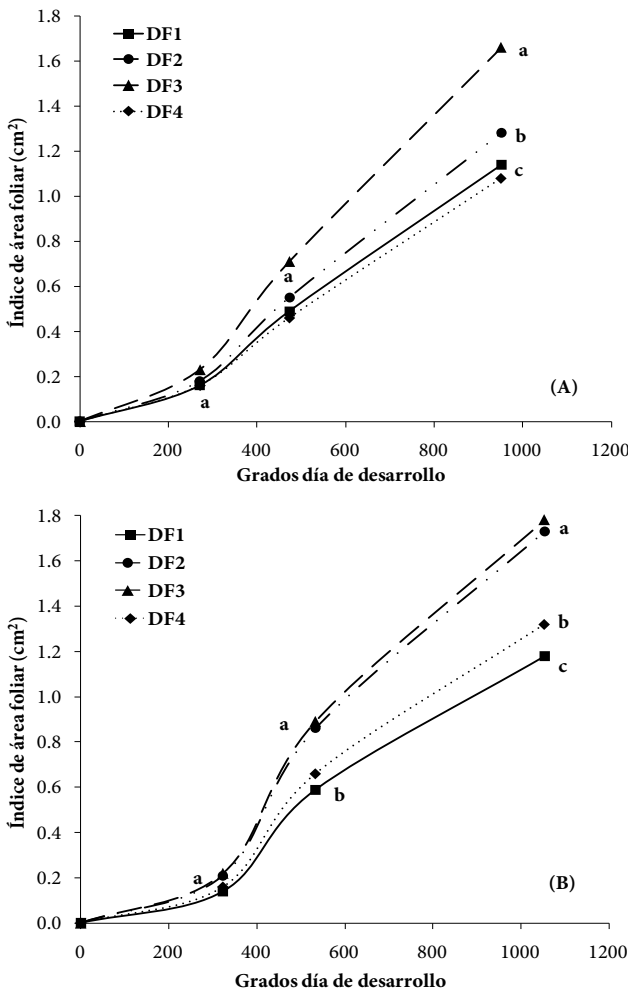 1.8
1.6
1.4
1.2
1.0
0.8
0.6
0.4
0.2
0.0
Índice de área foliar (cm²)
DF1
DF2
DF3
DF4
a
b
c
a
a
(A)
0 200 400 600 800 1000 1200
Grados día de desarrollo
1.8
1.6
1.4
1.2
1.0
0.8
0.6
0.4
0.2
0.0
Índice de área foliar (cm²)
DF1
DF2
DF3
DF4
a
b
c
a
b
a
(B)
0 200 400 600 800 1000 1200
Grados día de desarrollo